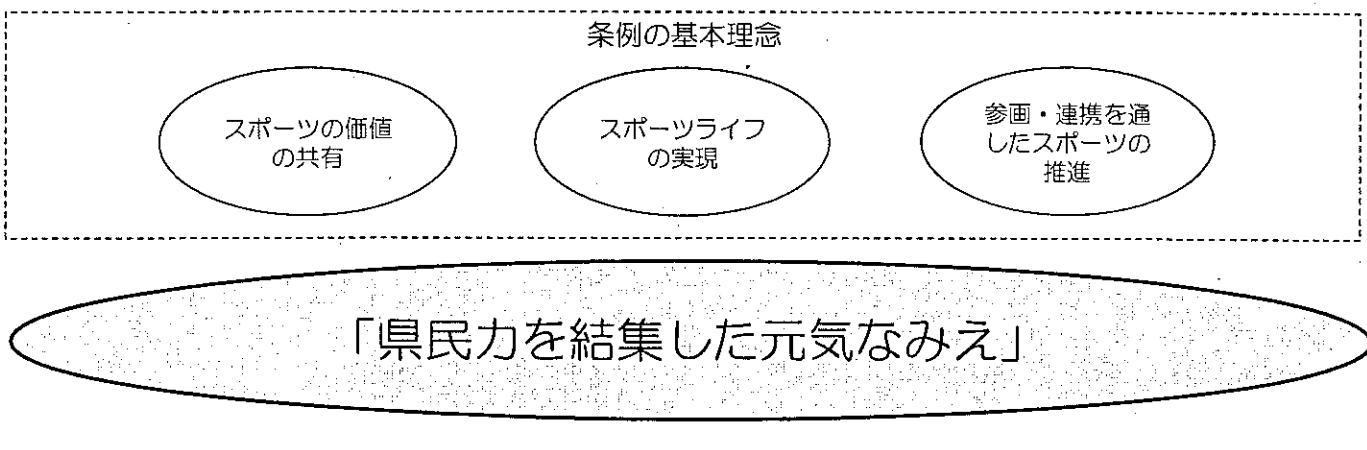 条例の基本理念
スポーツの価値
の共有
スポーツライフ
の実現
参画・連携を通
したスポーツの
推進
「県民力を結集した元気なみえ」